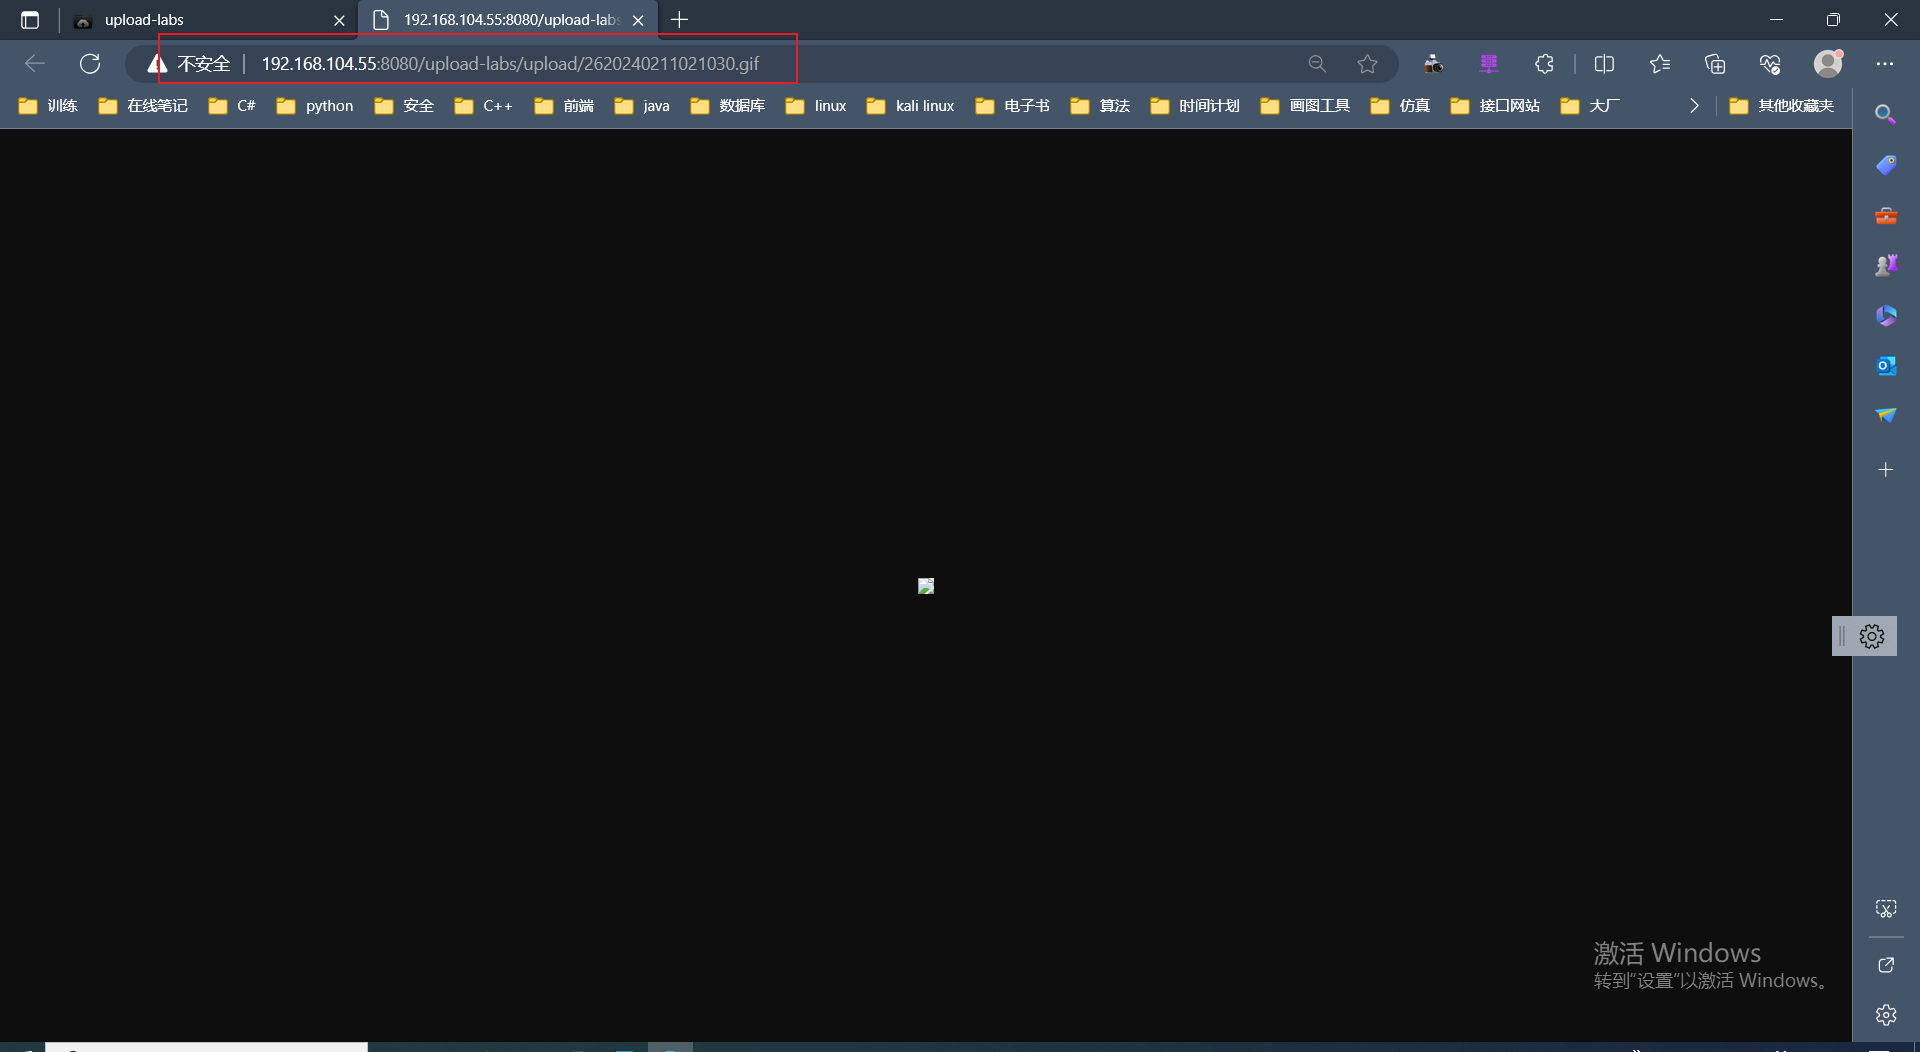 upload-labs
192.168.104.55:8080/upload-labs
不安全
192.168.104.55:8080/upload-labs/upload/2620240211021030.gif
训练 在线笔记 C# python 安全 C++ 前端 java 数据库 linux kali linux 电子书 算法 时间计划 画图工具 仿真 接口网站 大厂 其他收藏夹
激活 Windows
转到"设置"以激活 Windows。